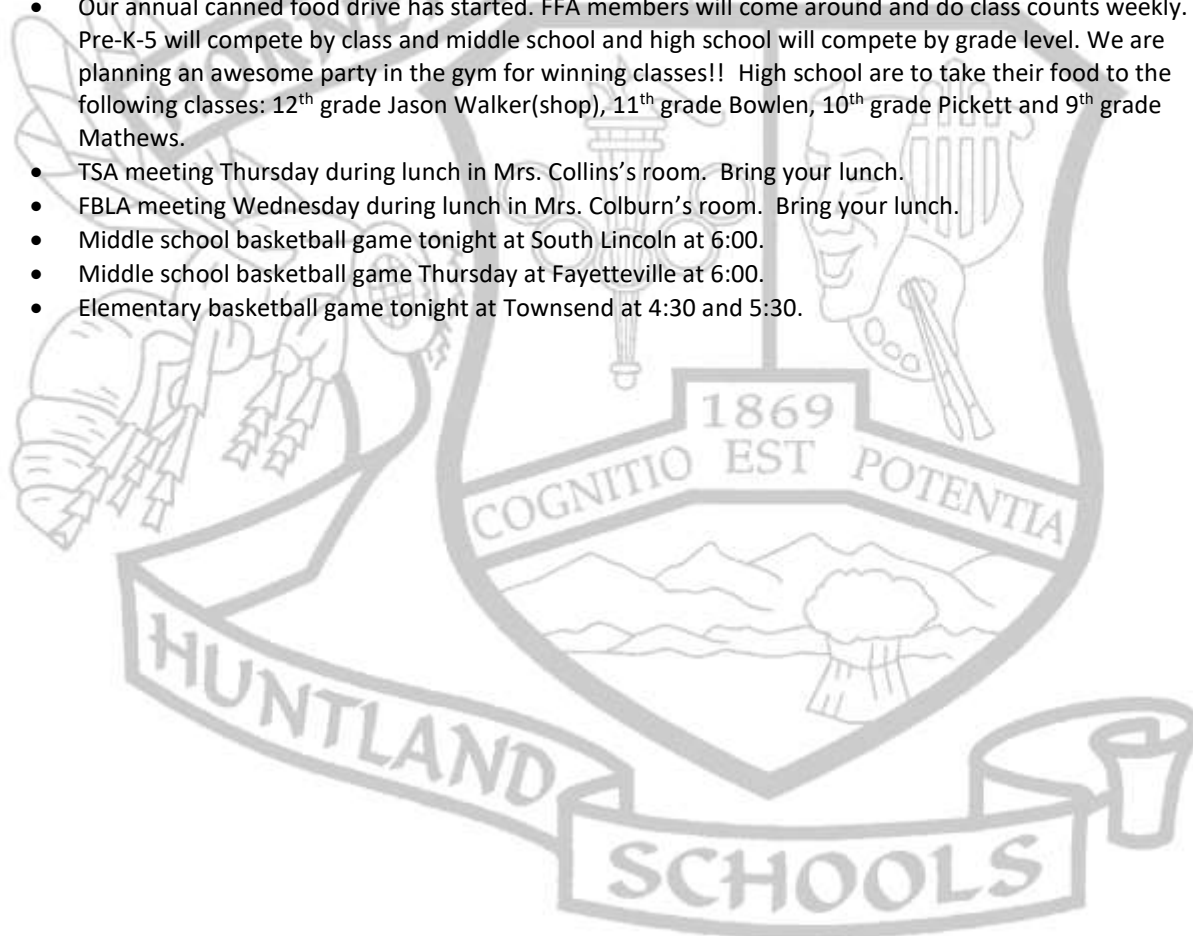 • Our annual canned food drive has started. FFA members will come around and do class counts weekly.
Pre-K-5 will compete by class and middle school and high school will compete by grade level. We are
planning an awesome party in the gym for winning classes!!  High school are to take their food to the
following classes: 12th grade Jason Walker(shop), 11th grade Bowlen, 10th grade Pickett and 9th grade
Mathews.
• TSA meeting Thursday during lunch in Mrs. Collins’s room.  Bring your lunch.
• FBLA meeting Wednesday during lunch in Mrs. Colburn’s room.  Bring your lunch.
• Middle school basketball game tonight at South Lincoln at 6:00.
• Middle school basketball game Thursday at Fayetteville at 6:00.
• Elementary basketball game tonight at Townsend at 4:30 and 5:30.
1869
COGNITIO EST POTENTIA
HUNTLAND
SCHOOLS